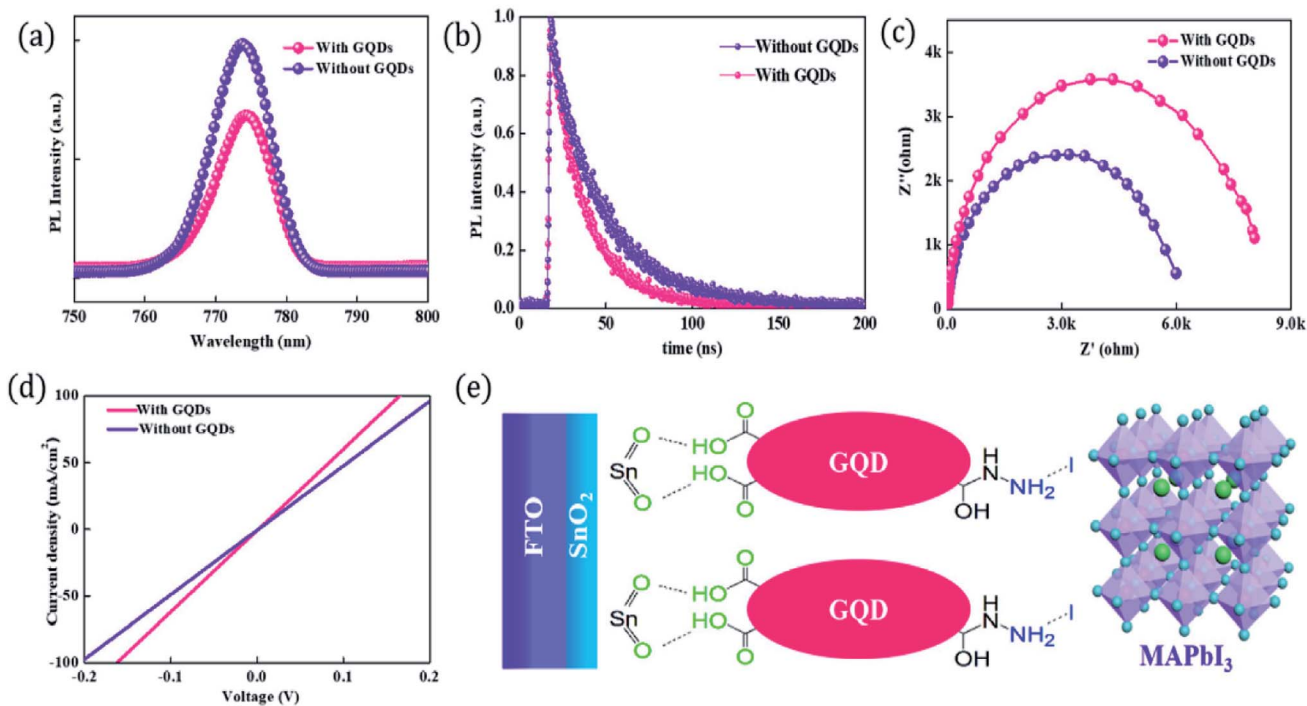 (a)
With GQDs
Without GQDs
PL Intensity (a.u.)
750 760 770 780 790 800
Wavelength (nm)
(b)
Without GQDs
With GQDs
PL intensity (a.u.)
1.0
0.8
0.6
0.4
0.2
0.0
0 50 100 150 200
time (ns)
(c)
With GQDs
Without GQDs
Z''(ohm)
4k
3k
2k
1k
0
0.0 3.0k 6.0k 9.0k
Z' (ohm)
(d)
With GQDs
Without GQDs
Current density (mA/cm²)
100
50
0
-50
-100
-0.2 -0.1 0.0 0.1 0.2
Voltage (V)
(e)
FTO
SnO₂
O
Sn
O
O
HO
HO
O
GQD
H
N
NH₂
I
OH
O
Sn
O
O
HO
HO
O
GQD
H
N
NH₂
I
OH
MAPbI₃